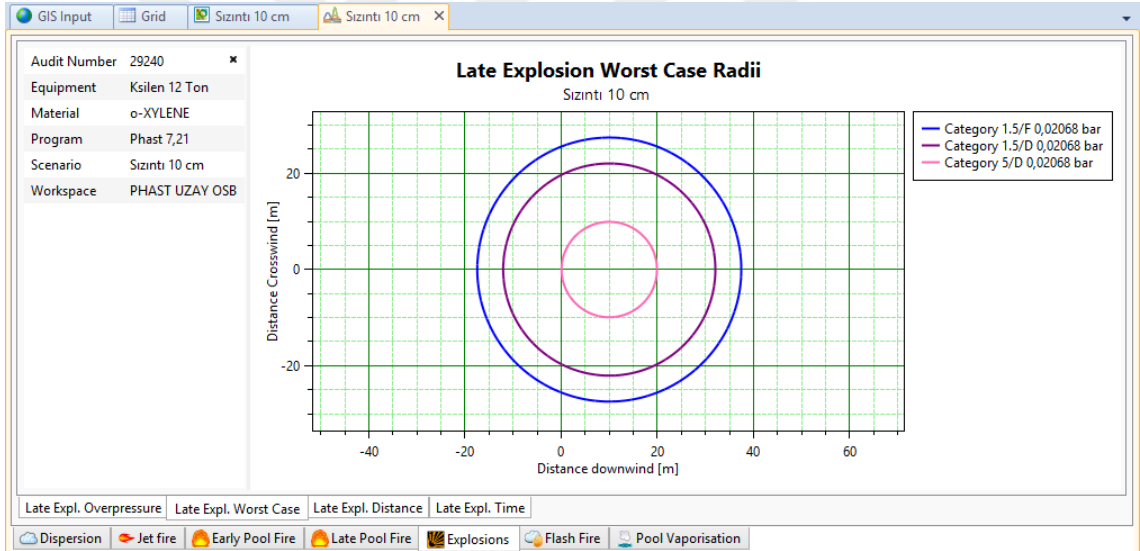 GIS Input
Grid
Sızıntı 10 cm
Sızıntı 10 cm
Audit Number 29240
Equipment Ksilen 12 Ton
Material o-XYLENE
Program Phast 7,21
Scenario Sızıntı 10 cm
Workspace PHAST UZAY OSB
Late Explosion Worst Case Radii
Sızıntı 10 cm
Category 1.5/F 0,02068 bar
Category 1.5/D 0,02068 bar
Category 5/D 0,02068 bar
Distance Crosswind [m]
20
0
-20
-40 -20 0 20 40 60
Distance downwind [m]
Late Expl. Overpressure Late Expl. Worst Case Late Expl. Distance Late Expl. Time
Dispersion Jet fire Early Pool Fire Late Pool Fire Explosions Flash Fire Pool Vaporisation